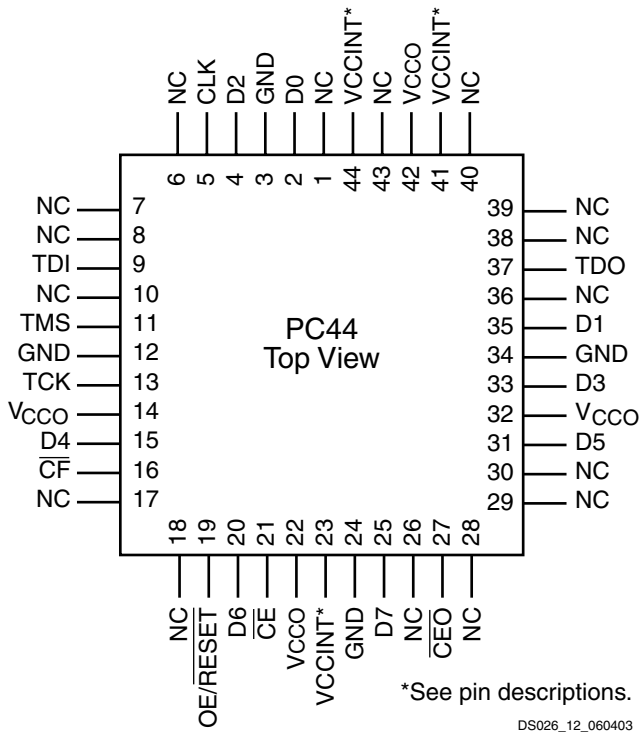 NC CLK D2 GND D0 NC VCCINT* NC VCCO VCCINT* NC
6 5 4 3 2 1 44 43 42 41 40
NC 7 39 NC
NC 8 38 NC
TDI 9 37 TDO
NC 10 36 NC
TMS 11 35 D1
GND 12 34 GND
TCK 13 33 D3
VCCO 14 32 VCCO
D4 15 31 D5
CF 16 30 NC
NC 17 29 NC
PC44
Top View
18 19 20 21 22 23 24 25 26 27 28
NC OE/RESET D6 CE VCCO VCCINT* GND D7 NC CEO NC
*See pin descriptions.
DS026_12_060403